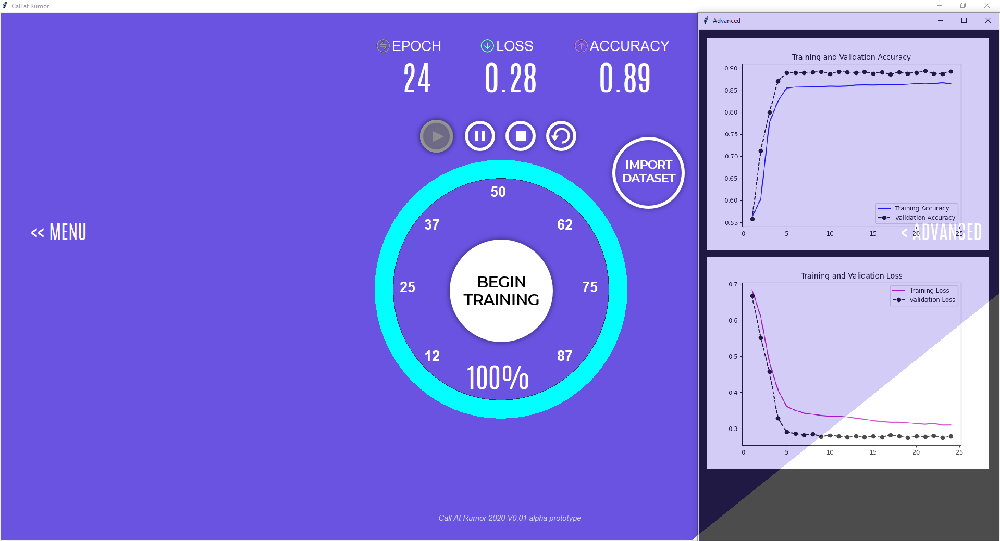 Call at Rumor
EPOCH
24
LOSS
0.28
ACCURACY
0.89
IMPORT
DATASET
<< MENU
50
37
62
25
75
12
87
BEGIN
TRAINING
100%
Call At Rumor 2020 V0.01 alpha prototype
Advanced
Training and Validation Accuracy
0.90
0.85
0.80
0.75
0.70
0.65
0.60
0.55
Training Accuracy
Validation Accuracy
0 5 10 15 20 25
< ADVANCED
Training and Validation Loss
0.7
0.6
0.5
0.4
0.3
Training Loss
Validation Loss
0 5 10 15 20 25